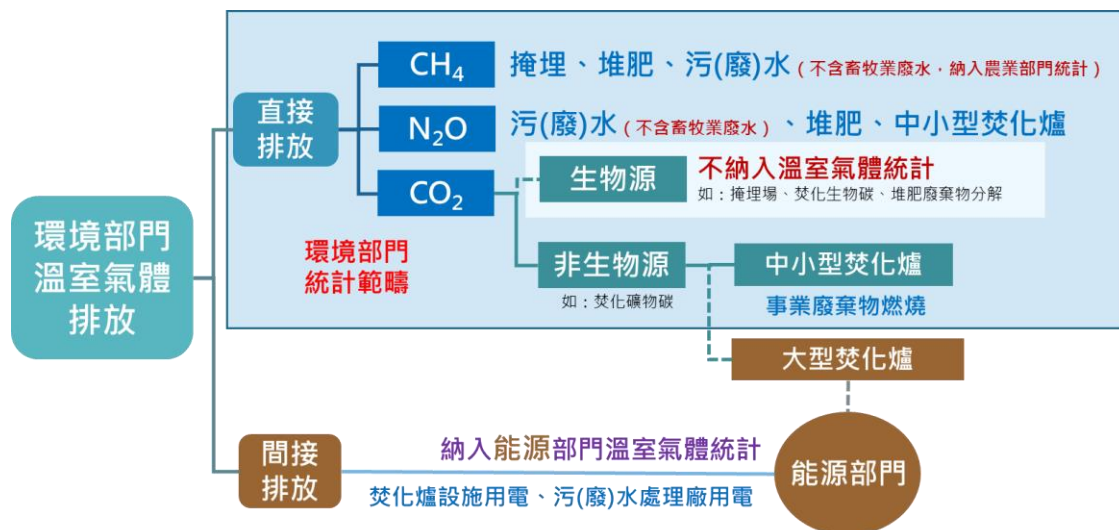 環境部門
溫室氣體
排放
直接
排放
CH₄
掩埋、堆肥、污(廢)水(不含畜牧業廢水，納入農業部門統計)
N₂O
污(廢)水(不含畜牧業廢水)、堆肥、中小型焚化爐
CO₂
生物源
不納入溫室氣體統計
如：掩埋場、焚化生物碳、堆肥廢棄物分解
環境部門
統計範疇
非生物源
如：焚化礦物碳
中小型焚化爐
事業廢棄物燃燒
大型焚化爐
間接
排放
納入能源部門溫室氣體統計
焚化爐設施用電、污(廢)水處理廠用電
能源部門